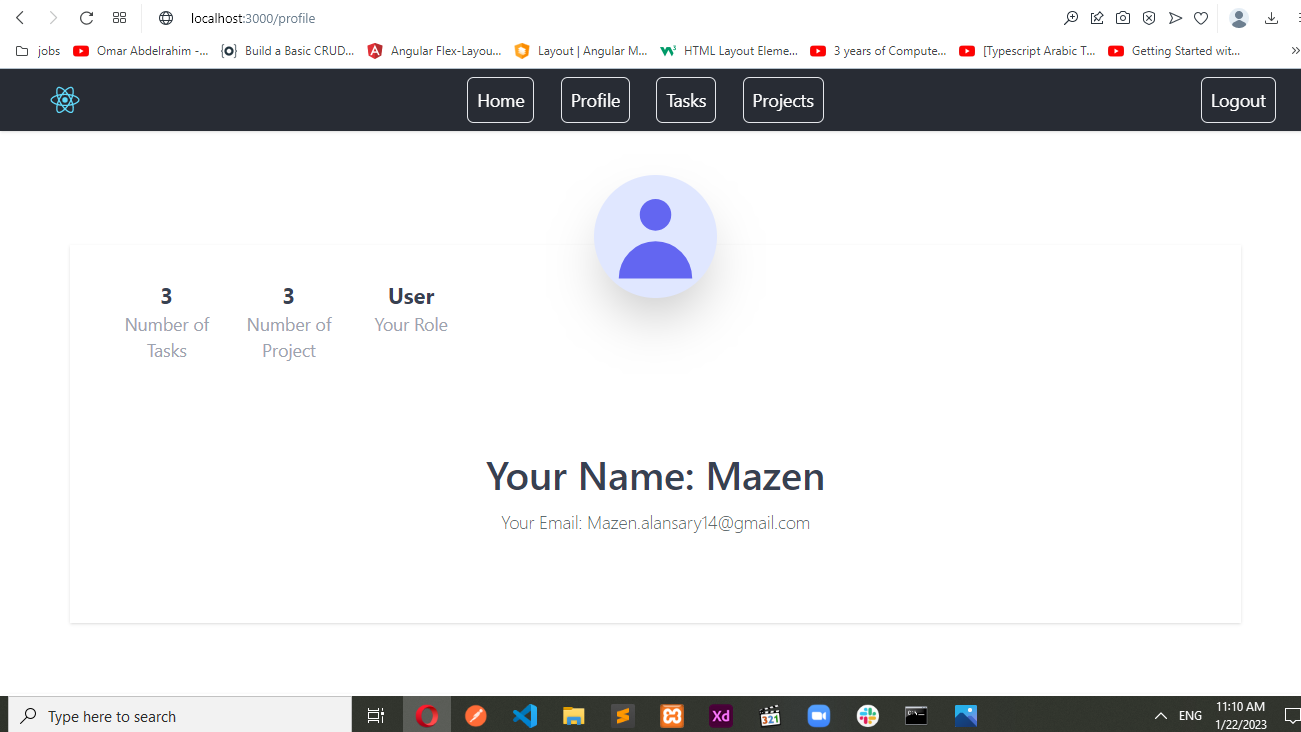 localhost:3000/profile
jobs
Omar Abdelrahim -...
Build a Basic CRUD...
Angular Flex-Layou...
Layout | Angular M...
HTML Layout Eleme...
3 years of Compute...
[Typescript Arabic T...
Getting Started wit...
»
Home
Profile
Tasks
Projects
Logout
3
Number of
Tasks
3
Number of
Project
User
Your Role
Your Name: Mazen
Your Email: Mazen.alansary14@gmail.com
Type here to search
Xd
321
ENG
11:10 AM
1/22/2023